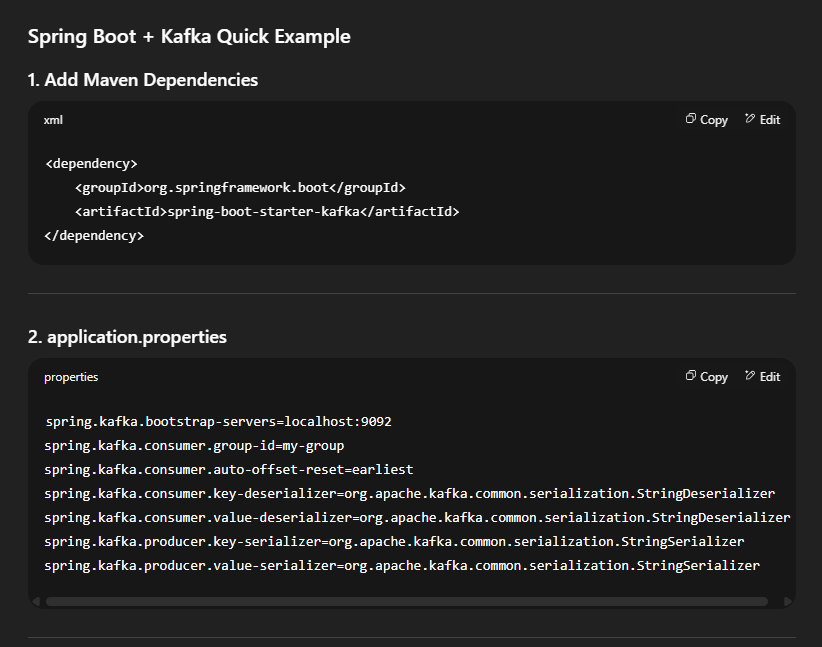 Spring Boot + Kafka Quick Example
1. Add Maven Dependencies
xml
Copy
Edit
<dependency>
    <groupId>org.springframework.boot</groupId>
    <artifactId>spring-boot-starter-kafka</artifactId>
</dependency>
2. application.properties
properties
Copy
Edit
spring.kafka.bootstrap-servers=localhost:9092
spring.kafka.consumer.group-id=my-group
spring.kafka.consumer.auto-offset-reset=earliest
spring.kafka.consumer.key-deserializer=org.apache.kafka.common.serialization.StringDeserializer
spring.kafka.consumer.value-deserializer=org.apache.kafka.common.serialization.StringDeserializer
spring.kafka.producer.key-serializer=org.apache.kafka.common.serialization.StringSerializer
spring.kafka.producer.value-serializer=org.apache.kafka.common.serialization.StringSerializer